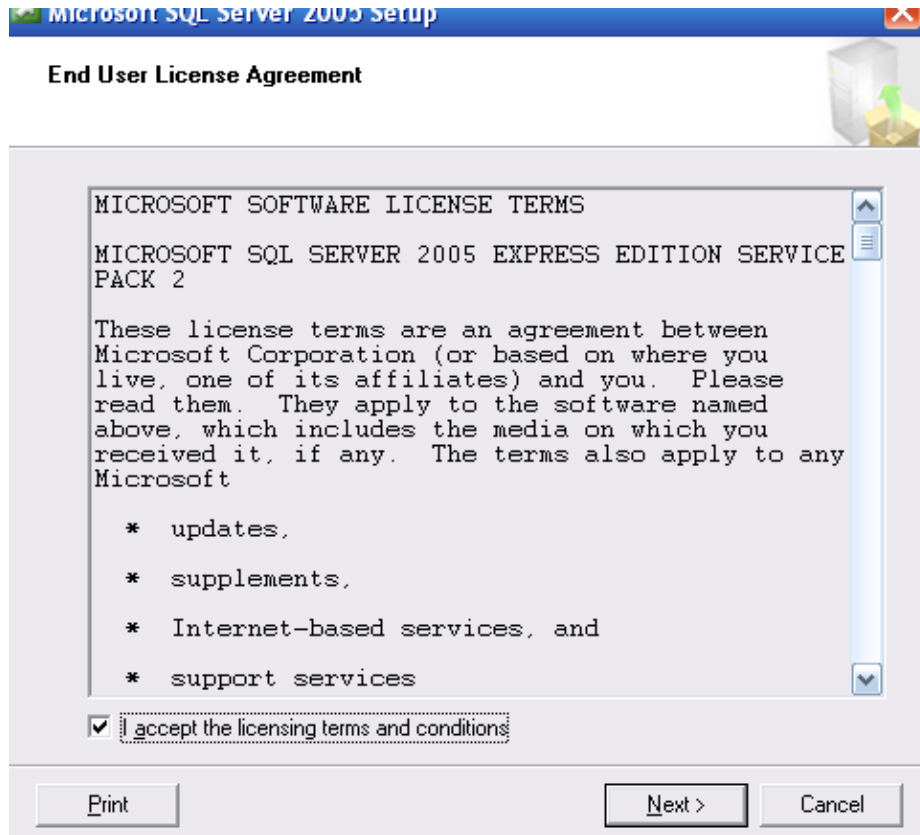 Microsoft SQL Server 2005 Setup
End User License Agreement
MICROSOFT SOFTWARE LICENSE TERMS
MICROSOFT SQL SERVER 2005 EXPRESS EDITION SERVICE
PACK 2
These license terms are an agreement between
Microsoft Corporation (or based on where you
live, one of its affiliates) and you.  Please
read them.  They apply to the software named
above, which includes the media on which you
received it, if any.  The terms also apply to any
Microsoft
* updates,
* supplements,
* Internet-based services, and
* support services
I accept the licensing terms and conditions
Print
Next >
Cancel